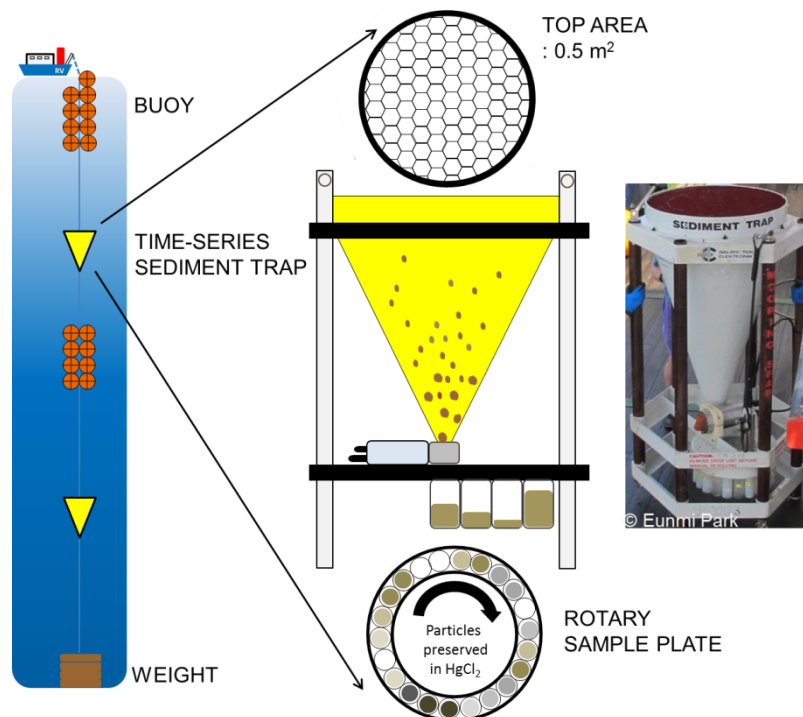 RV
BUOY
TIME-SERIES
SEDIMENT TRAP
WEIGHT
TOP AREA
: 0.5 m²
Particles
preserved
in HgCl₂
ROTARY
SAMPLE PLATE
SEDIMENT TRAP
CAUTION:
© Eunmi Park